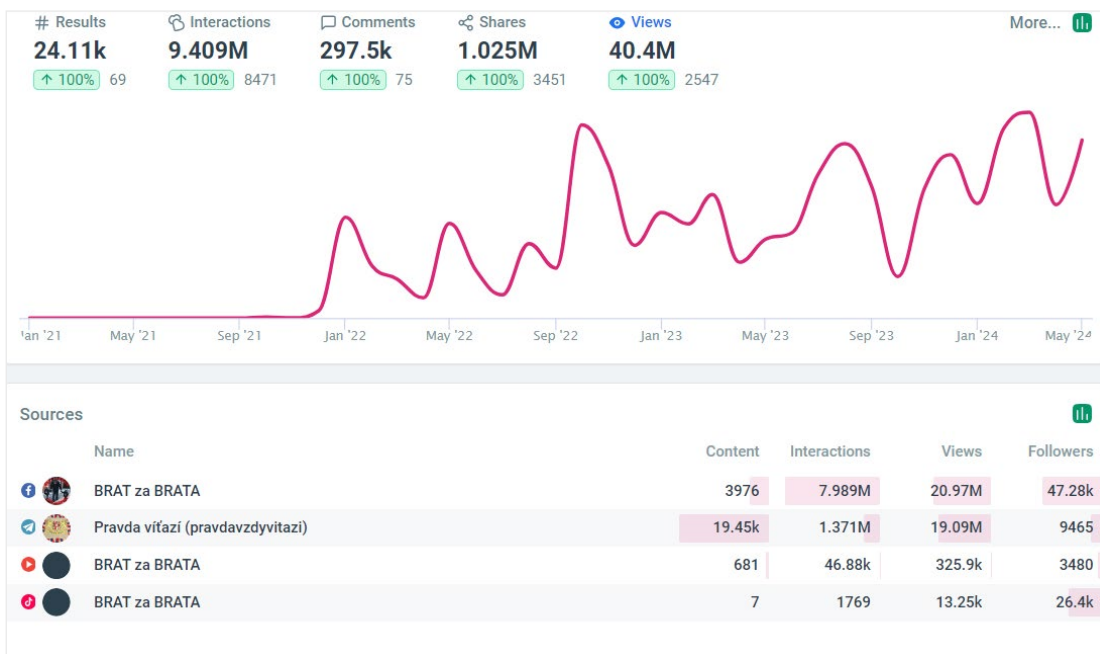 # Results Interactions Comments Shares Views More...
24.11k 9.409M 297.5k 1.025M 40.4M
↑ 100% 69 ↑ 100% 8471 ↑ 100% 75 ↑ 100% 3451 ↑ 100% 2547
Jan '21 May '21 Sep '21 Jan '22 May '22 Sep '22 Jan '23 May '23 Sep '23 Jan '24 May '24
Sources
Name Content Interactions Views Followers
BRAT za BRATA 3976 7.989M 20.97M 47.28k
Pravda víťazí (pravdavzdyvitazi) 19.45k 1.371M 19.09M 9465
BRAT za BRATA 681 46.88k 325.9k 3480
BRAT za BRATA 7 1769 13.25k 26.4k